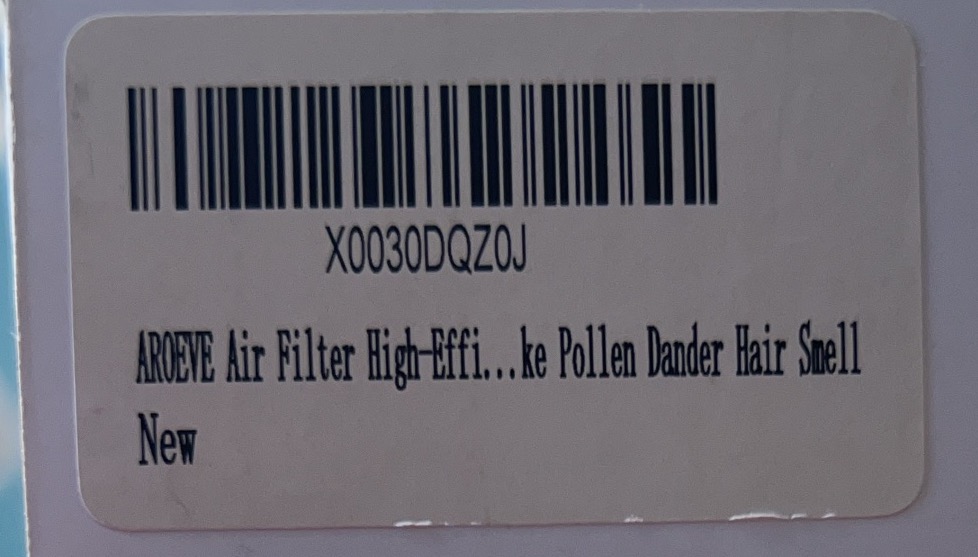 X0030DQZ0J
AROEVE Air Filter High-Effi...ke Pollen Dander Hair Smell
New